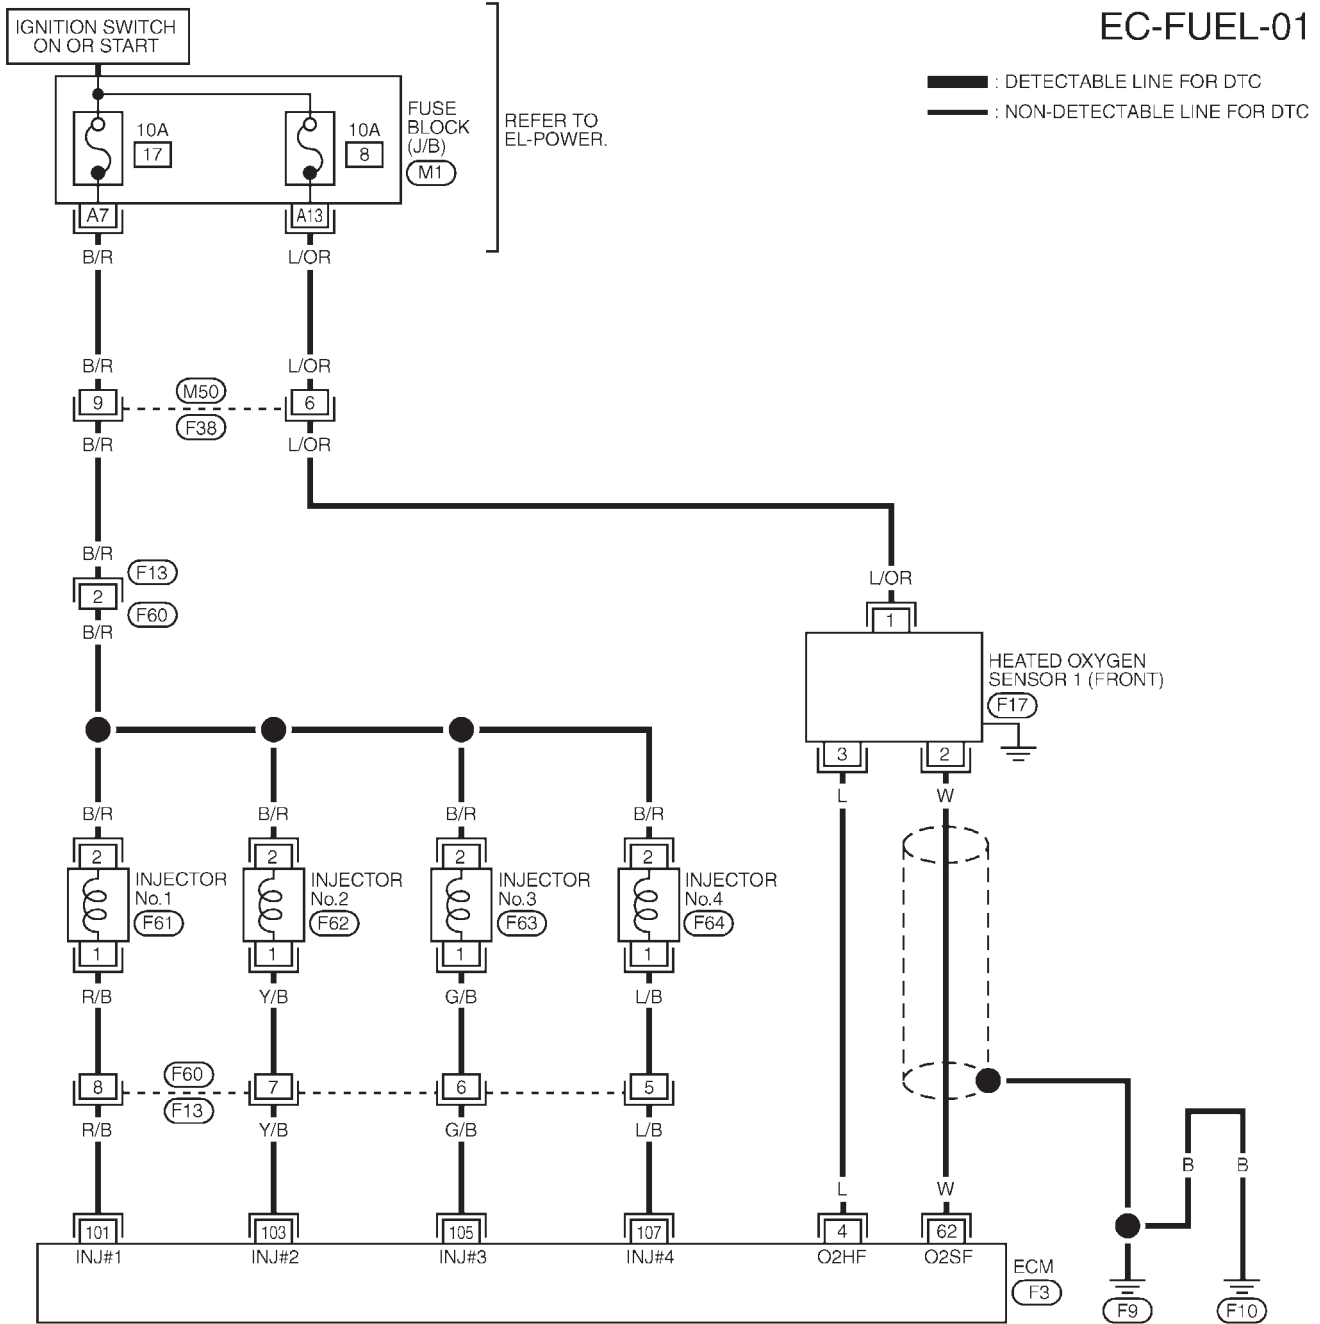 EC-FUEL-01
IGNITION SWITCH
ON OR START
: DETECTABLE LINE FOR DTC
: NON-DETECTABLE LINE FOR DTC
10A
17
10A
8
FUSE
BLOCK
(J/B)
M1
REFER TO
EL-POWER.
A7
A13
B/R
L/OR
B/R
L/OR
9
M50
F38
6
B/R
L/OR
B/R
F13
2
F60
B/R
L/OR
1
HEATED OXYGEN
SENSOR 1 (FRONT)
F17
3
2
L
W
B/R
B/R
B/R
B/R
2
2
2
2
INJECTOR
No.1
F61
INJECTOR
No.2
F62
INJECTOR
No.3
F63
INJECTOR
No.4
F64
1
1
1
1
R/B
Y/B
G/B
L/B
8
F60
F13
7
6
5
R/B
Y/B
G/B
L/B
L
W
B
B
101
103
105
107
4
62
INJ#1
INJ#2
INJ#3
INJ#4
O2HF
O2SF
ECM
F3
F9
F10